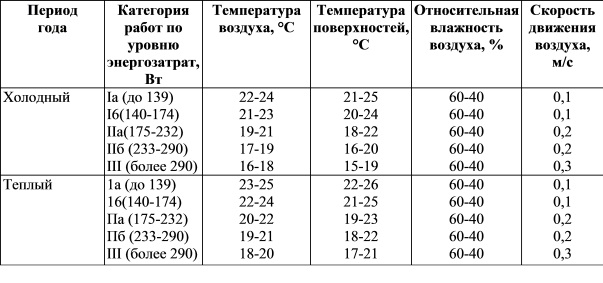 Период года | Категория работ по уровню энергозатрат, Вт | Температура воздуха, °С | Температура поверхностей, °С | Относительная влажность воздуха, % | Скорость движения воздуха, м/с
Холодный | Iа (до 139) | 22-24 | 21-25 | 60-40 | 0,1
I6(140-174) | 21-23 | 20-24 | 60-40 | 0,1
IIа(175-232) | 19-21 | 18-22 | 60-40 | 0,2
IIб (233-290) | 17-19 | 16-20 | 60-40 | 0,2
III (более 290) | 16-18 | 15-19 | 60-40 | 0,3
Теплый | 1а (до 139) | 23-25 | 22-26 | 60-40 | 0,1
16(140-174) | 22-24 | 21-25 | 60-40 | 0,1
Па (175-232) | 20-22 | 19-23 | 60-40 | 0,2
Пб (233-290) | 19-21 | 18-22 | 60-40 | 0,2
III (более 290) | 18-20 | 17-21 | 60-40 | 0,3